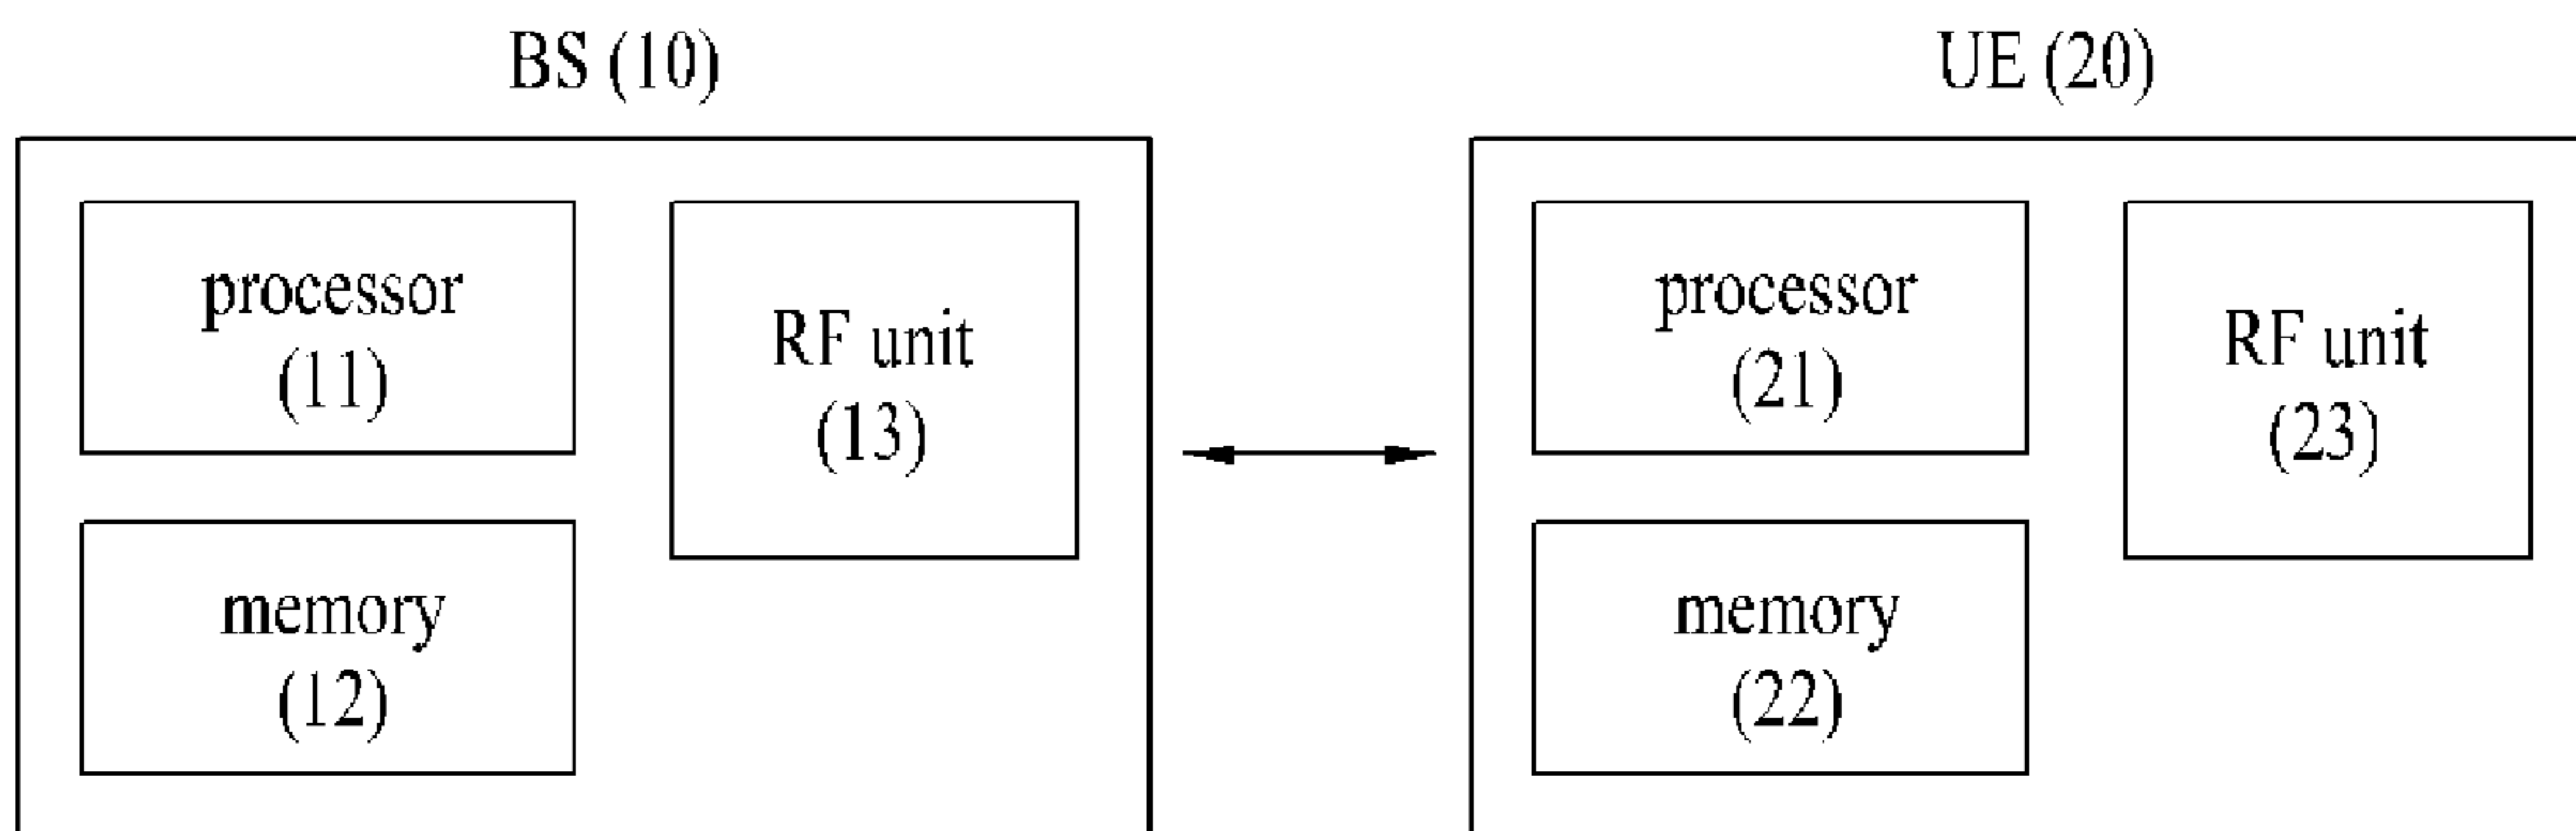 BS (10)
processor
(11)
RF unit
(13)
memory
(12)
UE (20)
processor
(21)
RF unit
(23)
memory
(22)